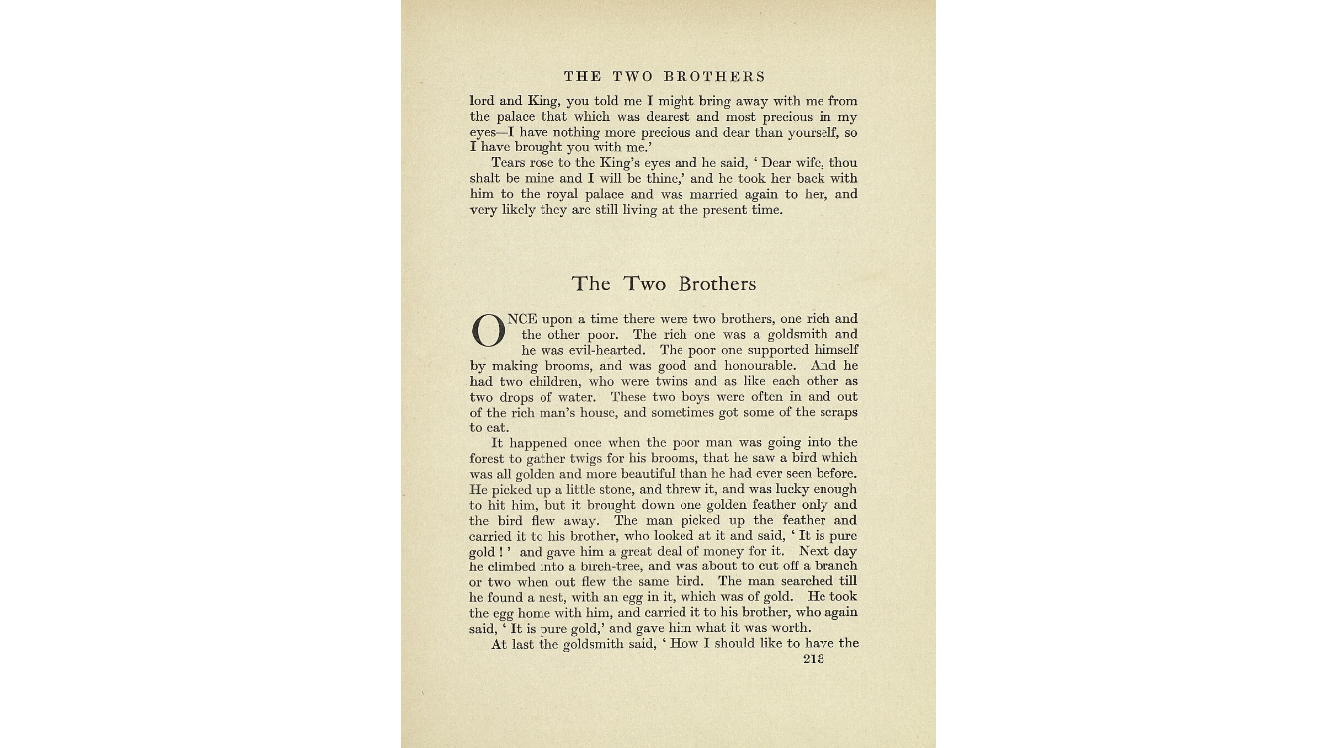 THE TWO BROTHERS
lord and King, you told me I might bring away with me from
the palace that which was dearest and most precious in my
eyes—I have nothing more precious and dear than yourself, so
I have brought you with me.’
Tears rose to the King’s eyes and he said, ‘ Dear wife, thou
shalt be mine and I will be thine,’ and he took her back with
him to the royal palace and was married again to her, and
very likely they are still living at the present time.
The Two Brothers
ONCE upon a time there were two brothers, one rich and
the other poor. The rich one was a goldsmith and
he was evil-hearted. The poor one supported himself
by making brooms, and was good and honourable. And he
had two children, who were twins and as like each other as
two drops of water. These two boys were often in and out
of the rich man’s house, and sometimes got some of the scraps
to eat.
It happened once when the poor man was going into the
forest to gather twigs for his brooms, that he saw a bird which
was all golden and more beautiful than he had ever seen before.
He picked up a little stone, and threw it, and was lucky enough
to hit him, but it brought down one golden feather only and
the bird flew away. The man picked up the feather and
carried it to his brother, who looked at it and said, ‘ It is pure
gold ! ’ and gave him a great deal of money for it. Next day
he climbed into a birch-tree, and was about to cut off a branch
or two when out flew the same bird. The man searched till
he found a nest, with an egg in it, which was of gold. He took
the egg home with him, and carried it to his brother, who again
said, ‘ It is pure gold,’ and gave him what it was worth.
At last the goldsmith said, ‘ How I should like to have the